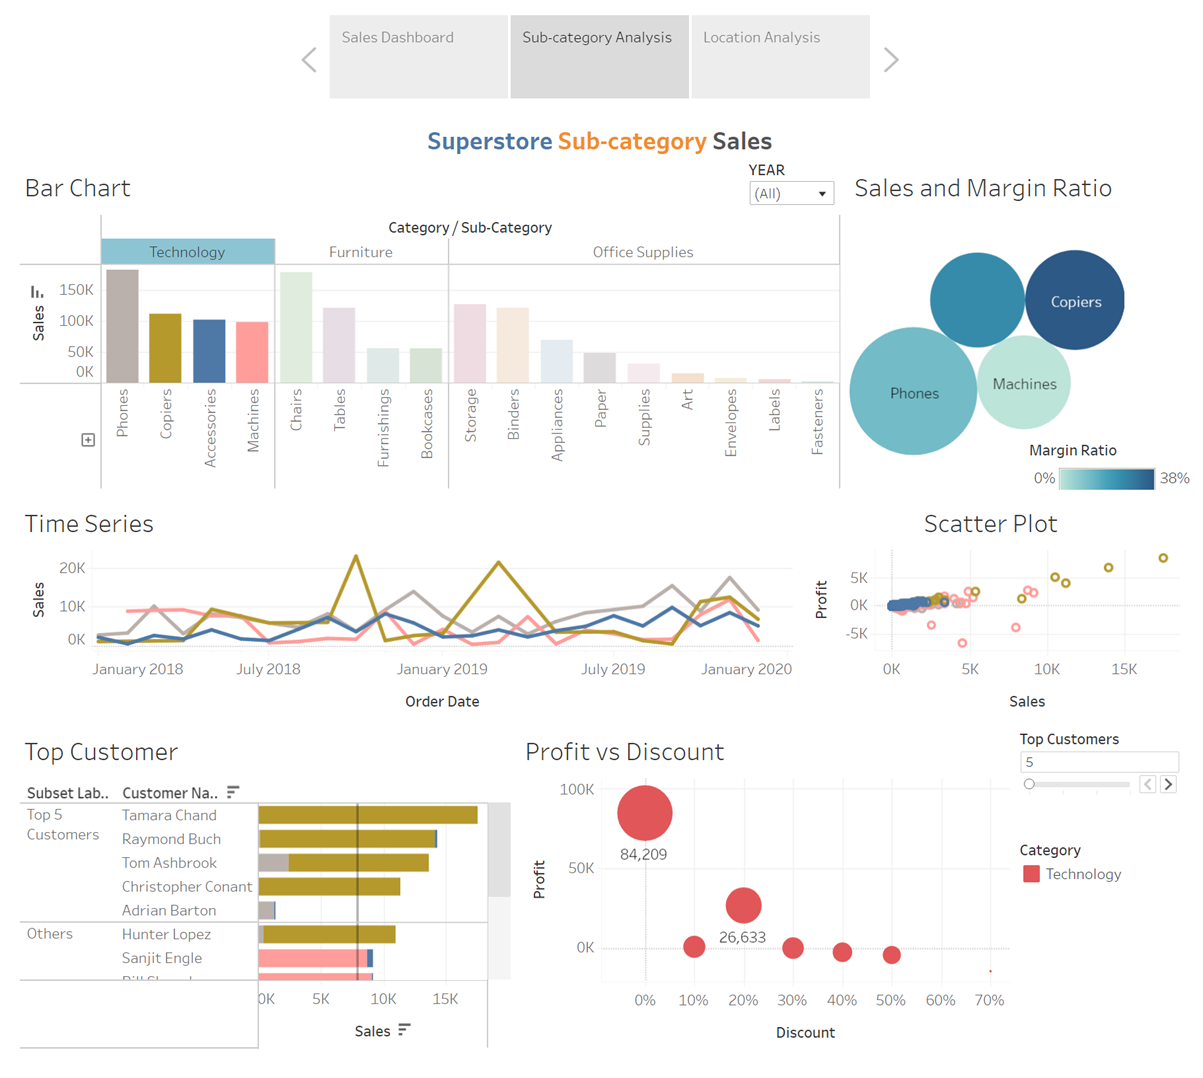 Sales Dashboard
Sub-category Analysis
Location Analysis
Superstore Sub-category Sales
Bar Chart
YEAR
(All)
Sales and Margin Ratio
Category / Sub-Category
Technology
Furniture
Office Supplies
Sales
150K
100K
50K
0K
Phones
Copiers
Accessories
Machines
Chairs
Tables
Furnishings
Bookcases
Storage
Binders
Appliances
Paper
Supplies
Art
Envelopes
Labels
Fasteners
Copiers
Phones
Machines
Margin Ratio
0%
38%
Time Series
Sales
20K
10K
0K
January 2018
July 2018
January 2019
July 2019
January 2020
Order Date
Scatter Plot
Profit
5K
0K
-5K
0K
5K
10K
15K
Sales
Top Customer
Subset Lab..
Customer Na..
Top 5
Customers
Tamara Chand
Raymond Buch
Tom Ashbrook
Christopher Conant
Adrian Barton
Others
Hunter Lopez
Sanjit Engle
0K
5K
10K
15K
Sales
Profit vs Discount
Profit
100K
50K
0K
84,209
26,633
0%
10%
20%
30%
40%
50%
60%
70%
Discount
Top Customers
5
Category
Technology